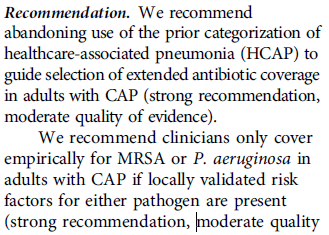 Recommendation. We recommend
abandoning use of the prior categorization of
healthcare-associated pneumonia (HCAP) to
guide selection of extended antibiotic coverage
in adults with CAP (strong recommendation,
moderate quality of evidence).
We recommend clinicians only cover
empirically for MRSA or P. aeruginosa in
adults with CAP if locally validated risk
factors for either pathogen are present
(strong recommendation, moderate quality